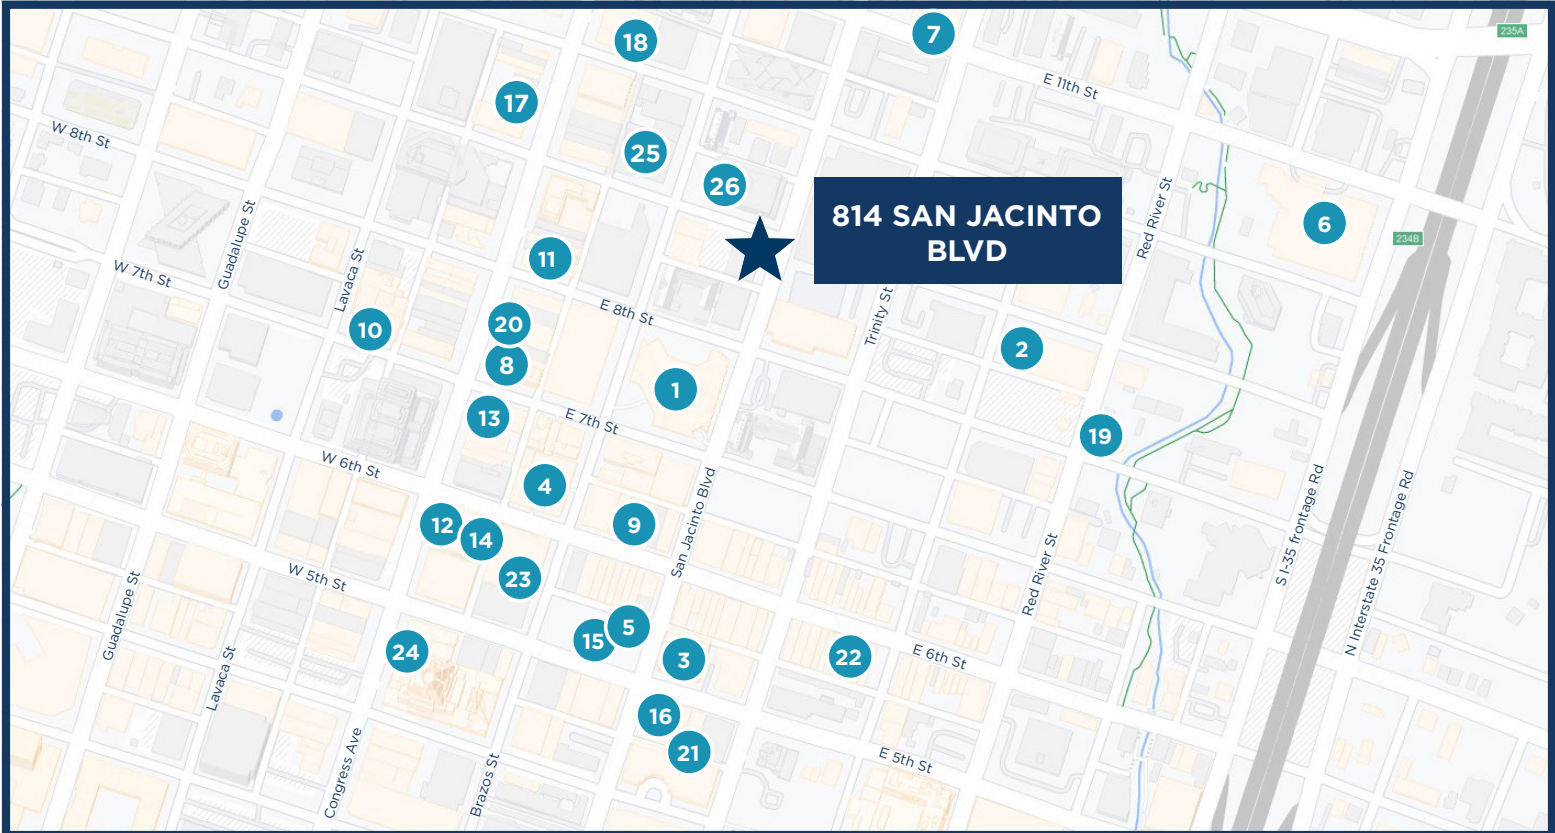 18
7
235A
E 11th St
17
W 8th St
25
26
814 SAN JACINTO
BLVD
Red River St
6
234B
Guadalupe St
11
W 7th St
Lavaca St
E 8th St
Trinity St
10
20
2
8
1
13
E 7th St
19
W 6th St
4
San Jacinto Blvd
S I-35 frontage Rd
N Interstate 35 Frontage Rd
12
14
9
23
W 5th St
Red River St
Guadalupe St
15
5
24
3
22
E 6th St
Lavaca St
16
21
E 5th St
Congress Ave
Brazos St